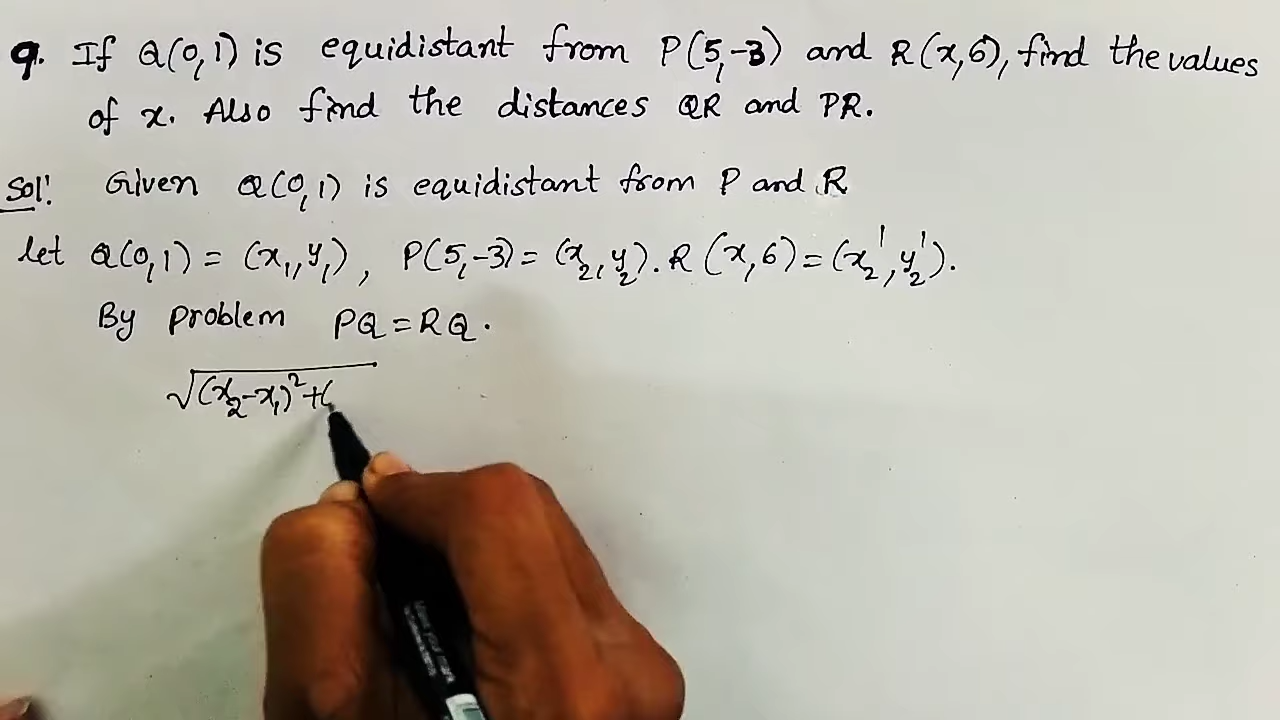 9. If Q(0,1) is equidistant from P(5,-3) and R(x,6), find the values
of x. Also find the distances QR and PR.
Sol: Given Q(0,1) is equidistant from P and R
let Q(0,1) = (x₁,y₁), P(5,-3) = (x₂,y₂). R(x,6) = (x₂',y₂').
By problem PQ = RQ.
√(x₂-x₁)²+(